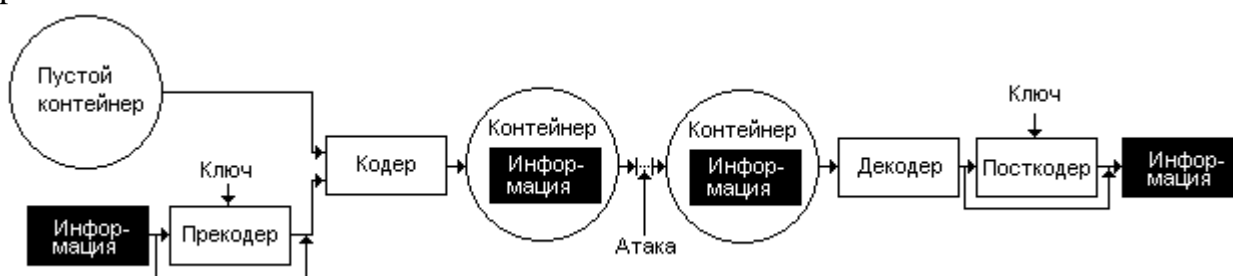 Пустой
контейнер
Ключ
Инфор-
мация
Прекодер
Кодер
Контейнер
Инфор-
мация
Атака
Контейнер
Инфор-
мация
Декодер
Ключ
Посткодер
Инфор-
мация